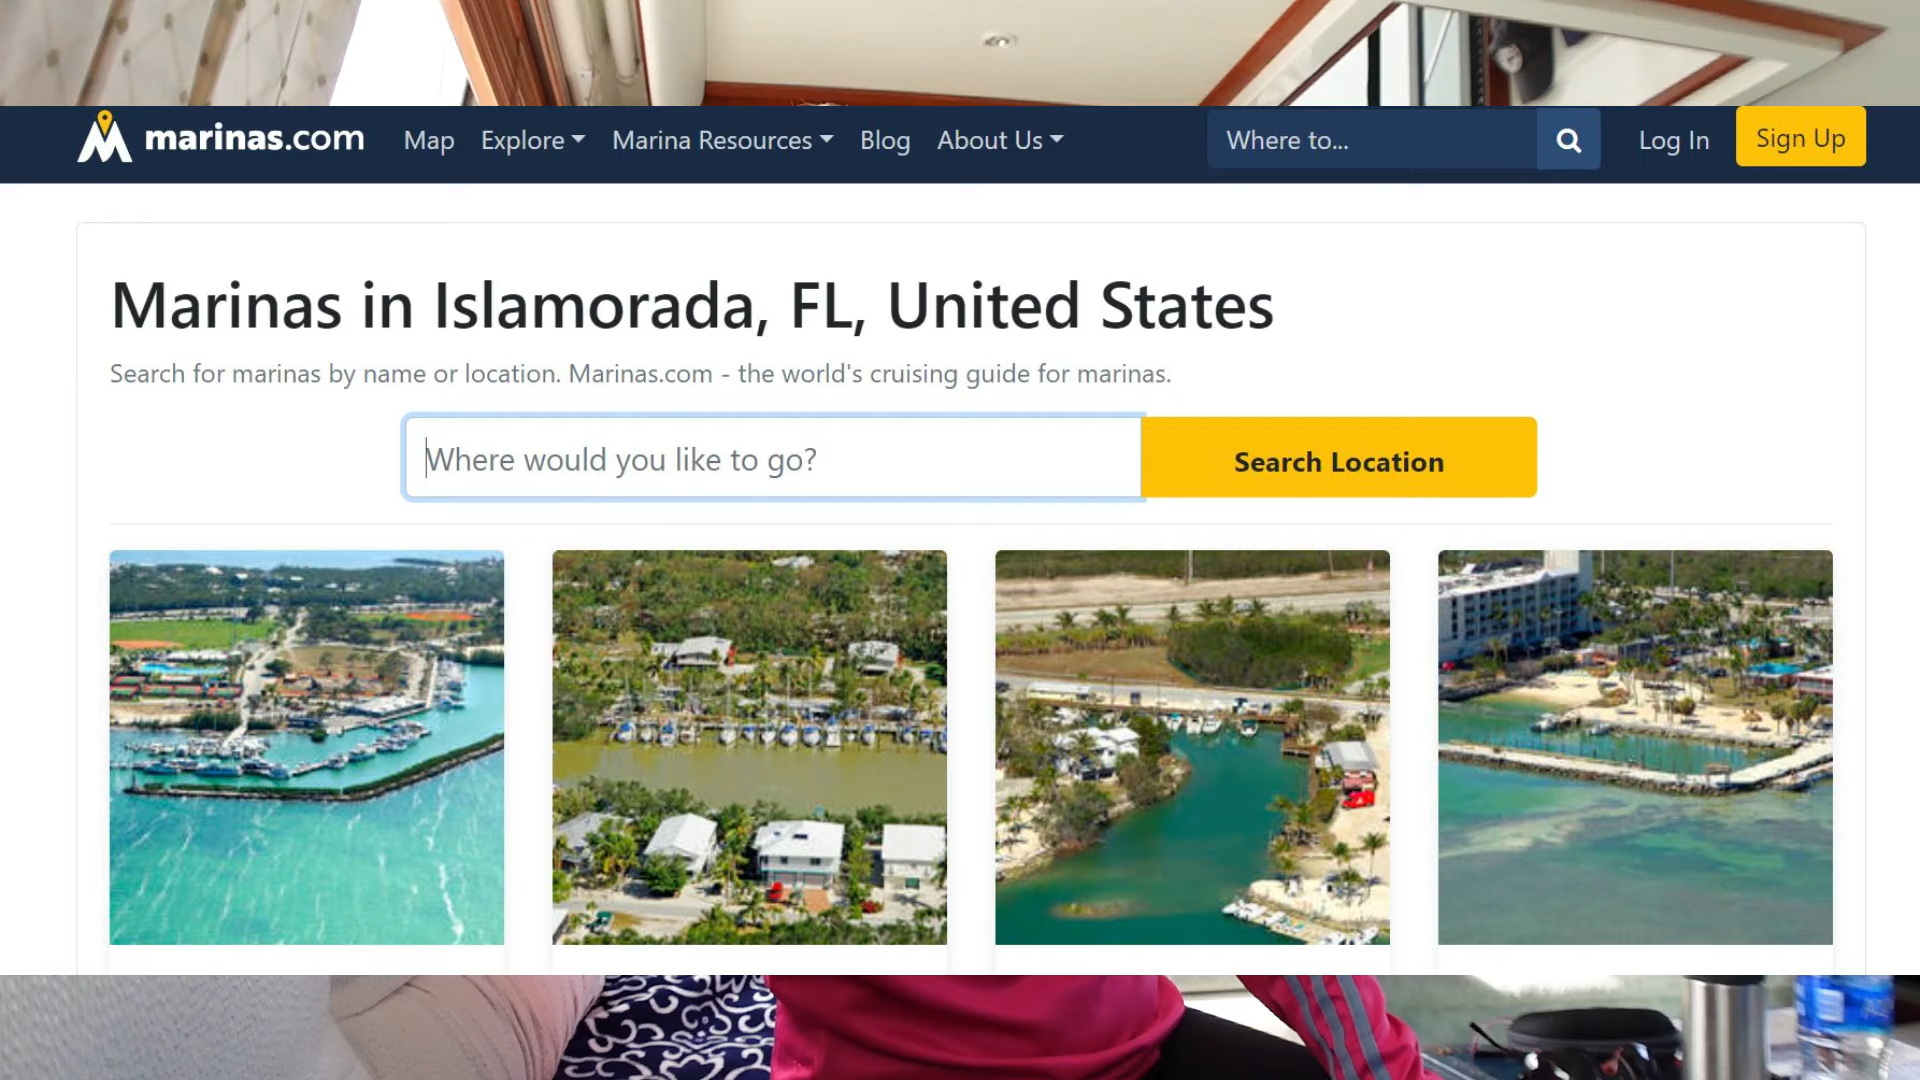 marinas.com Map Explore Marina Resources Blog About Us Where to... Log In Sign Up
Marinas in Islamorada, FL, United States
Search for marinas by name or location. Marinas.com - the world's cruising guide for marinas.
Where would you like to go? Search Location